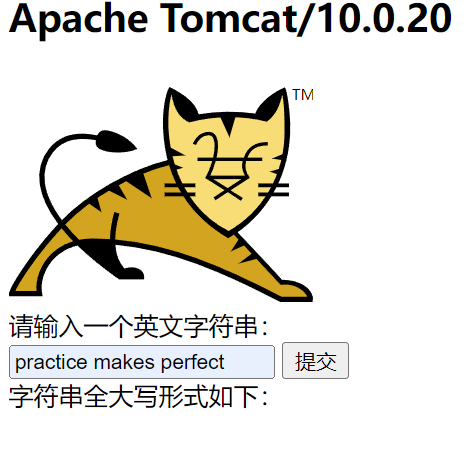 Apache Tomcat/10.0.20
TM
请输入一个英文字符串：
practice makes perfect 提交
字符串全大写形式如下：